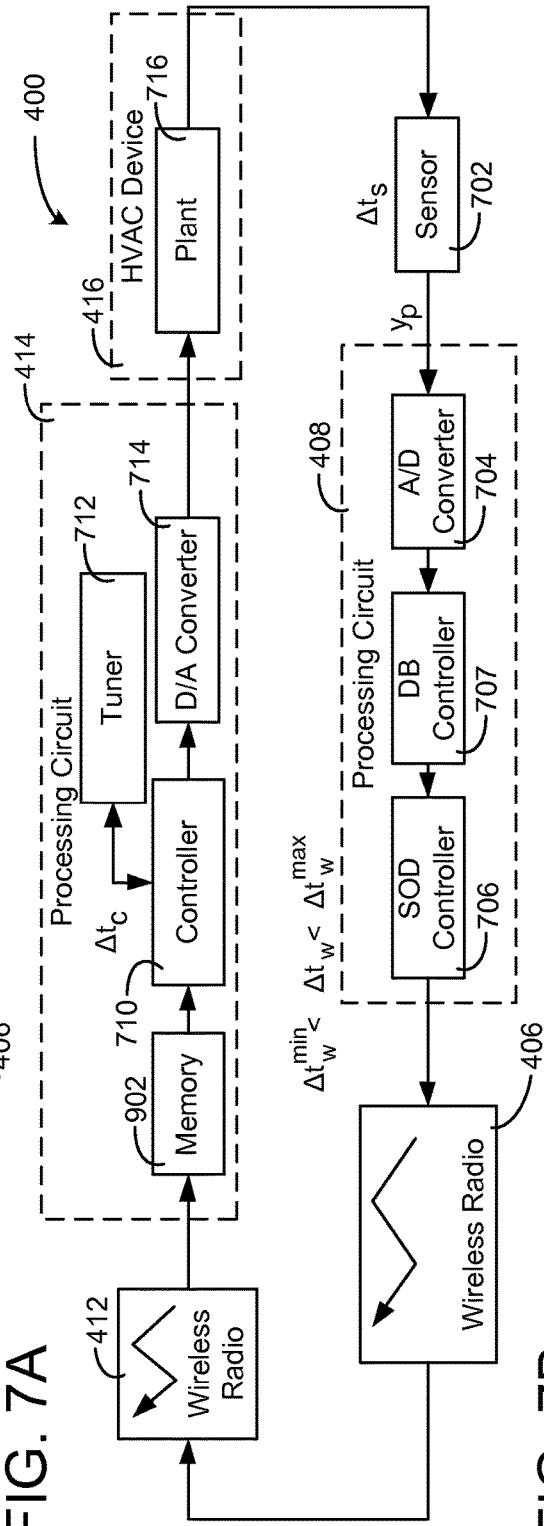 FIG. 7A
400
414
Processing Circuit
712
Tuner
714
D/A Converter
Δt_c
710
Controller
902
Memory
412
Wireless
Radio
416
HVAC Device
716
Plant
Δt_s
Sensor
702
y_p
408
Processing Circuit
A/D
Converter
704
DB
Controller
707
SOD
Controller
706
Δt_w^min < Δt_w < Δt_w^max
406
Wireless Radio